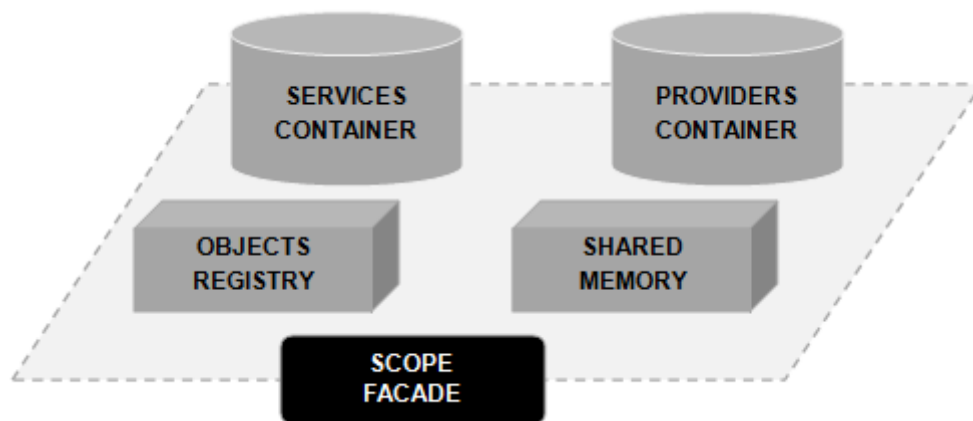 SERVICES
CONTAINER
PROVIDERS
CONTAINER
OBJECTS
REGISTRY
SHARED
MEMORY
SCOPE
FACADE